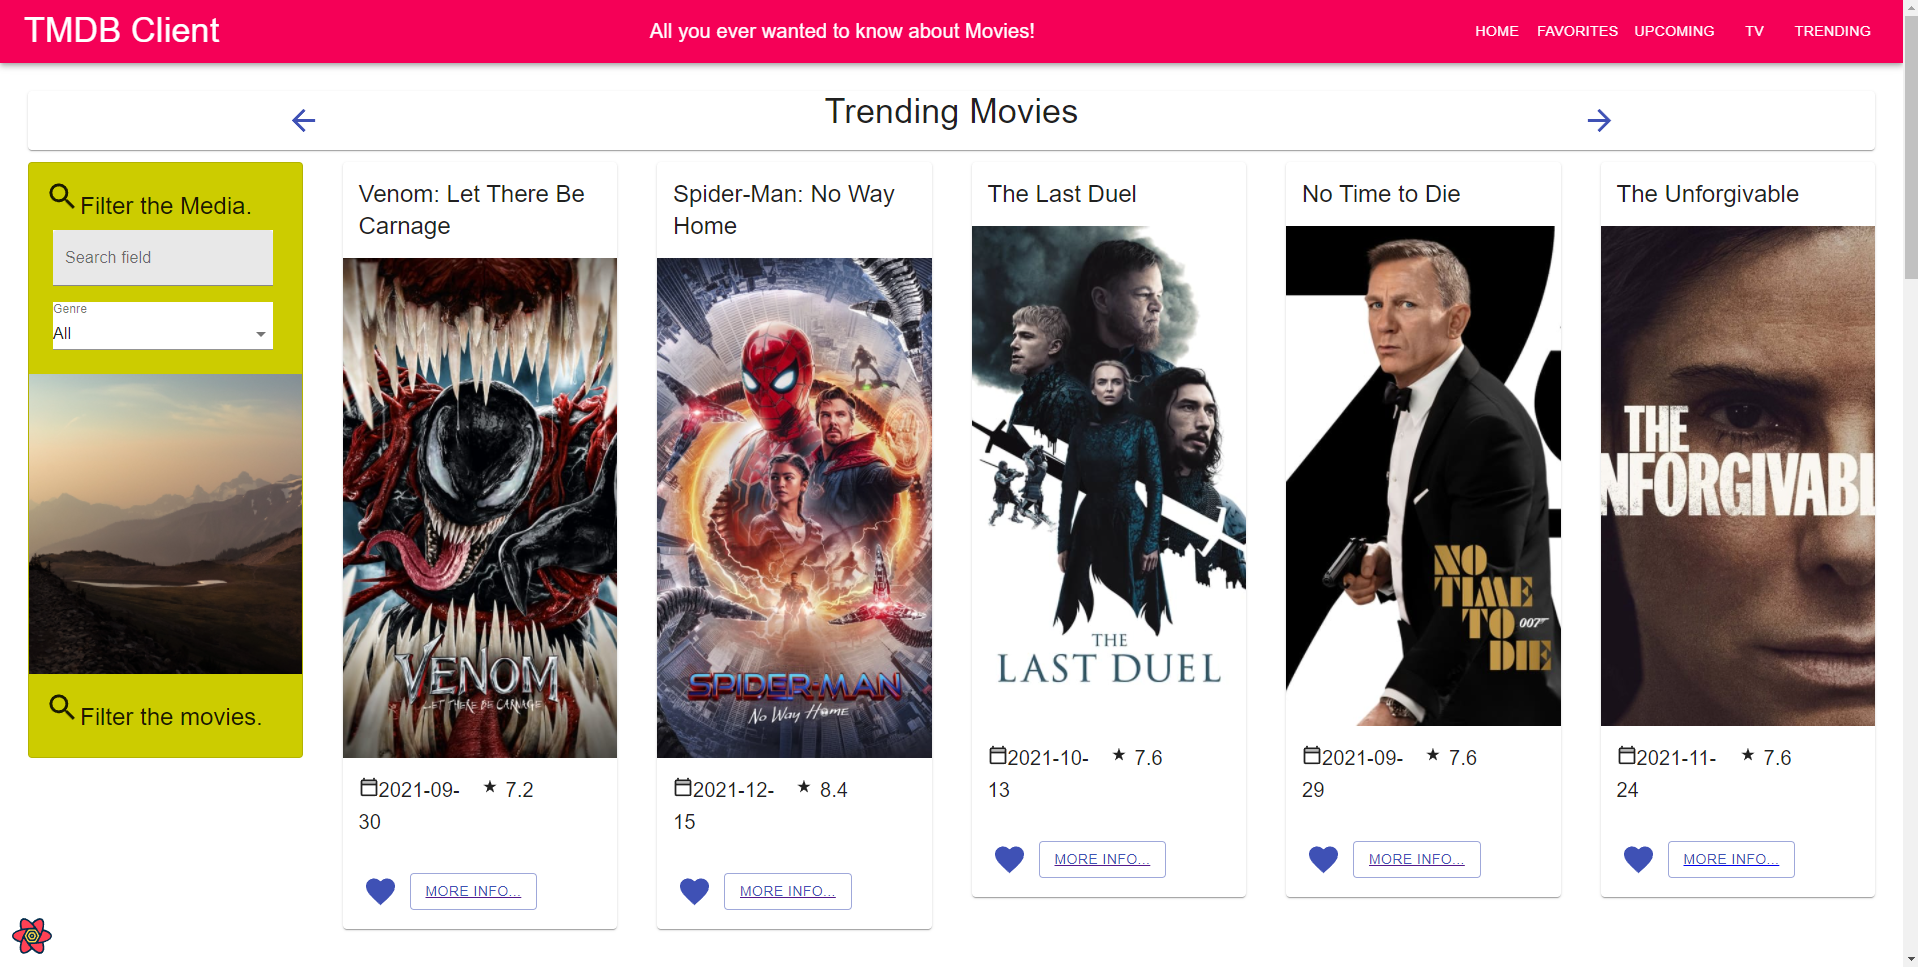 TMDB Client
All you ever wanted to know about Movies!
HOME FAVORITES UPCOMING TV TRENDING
Trending Movies
Filter the Media.
Search field
Genre
All
Filter the movies.
Venom: Let There Be
Carnage
VENOM
LET THERE BE CARNAGE
2021-09-
30
7.2
MORE INFO...
Spider-Man: No Way
Home
SPIDER-MAN
No Way Home
2021-12-
15
8.4
MORE INFO...
The Last Duel
THE
LAST DUEL
2021-10-
13
7.6
MORE INFO...
No Time to Die
NO
TIME
TO
007
DIE
2021-09-
29
7.6
MORE INFO...
The Unforgivable
THE
NFORGIVABL
2021-11-
24
7.6
MORE INFO...